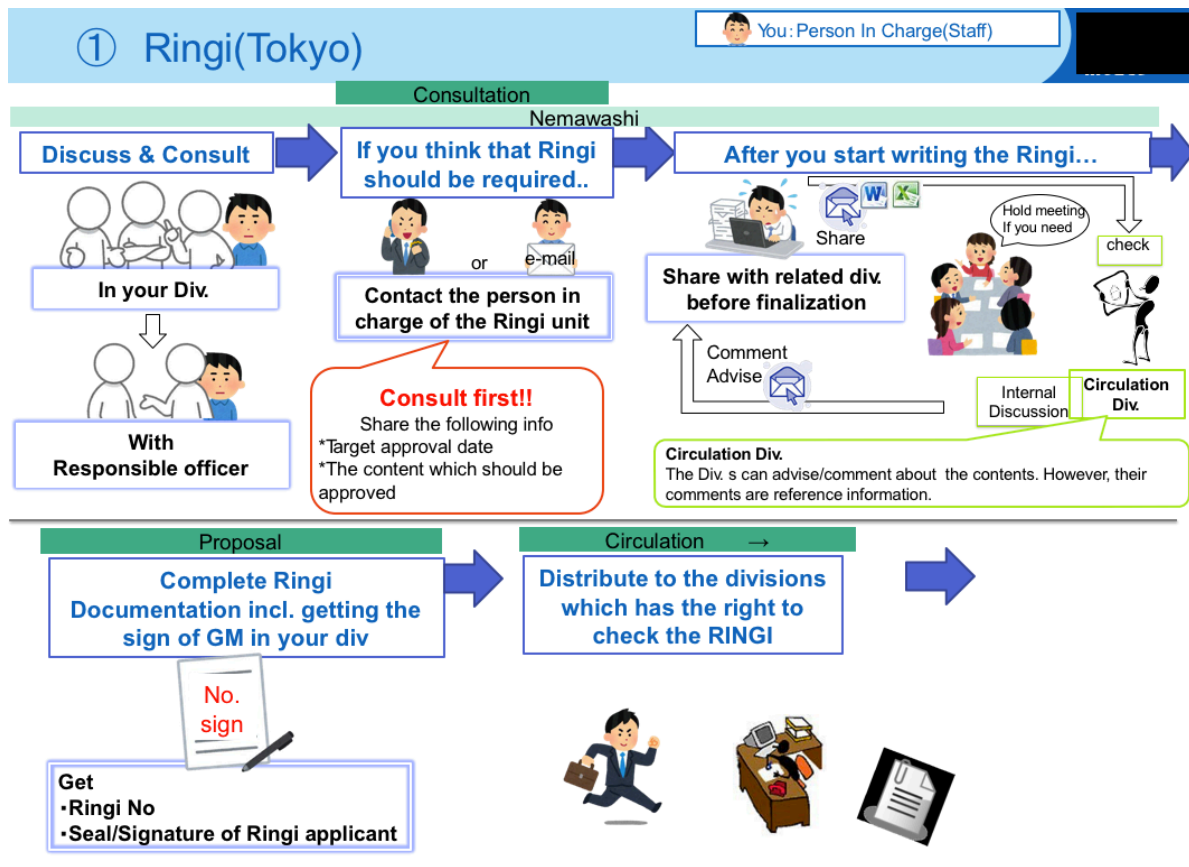 ① Ringi(Tokyo)
You：Person In Charge(Staff)
Consultation
Nemawashi
Discuss & Consult
If you think that Ringi
should be required..
After you start writing the Ringi…
In your Div.
With
Responsible officer
or
e-mail
Contact the person in
charge of the Ringi unit
Consult first!!
Share the following info
*Target approval date
*The content which should be
approved
W
X
Share
Share with related div.
before finalization
Hold meeting
If you need
check
Comment
Advise
Internal
Discussion
Circulation
Div.
Circulation Div.
The Div. s can advise/comment about the contents. However, their
comments are reference information.
Proposal
Complete Ringi
Documentation incl. getting the
sign of GM in your div
No.
sign
Get
・Ringi No
・Seal/Signature of Ringi applicant
Circulation →
Distribute to the divisions
which has the right to
check the RINGI